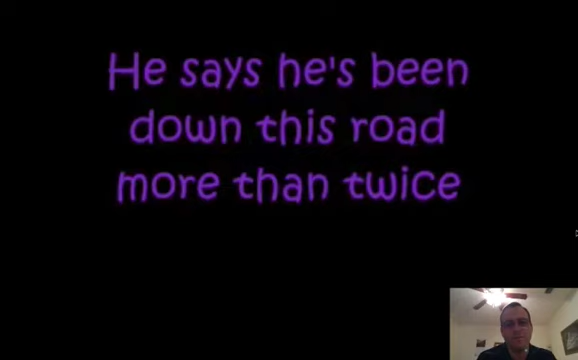 He says he's been
down this road
more than twice